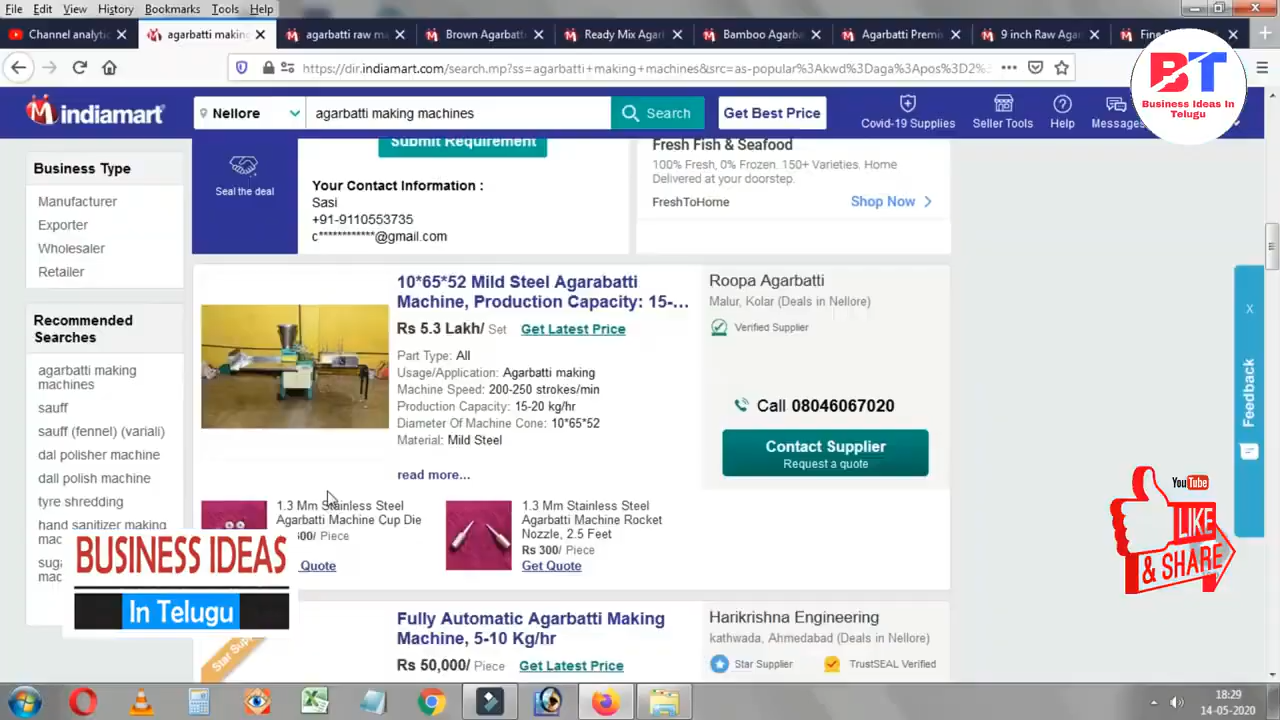 File Edit View History Bookmarks Tools Help
Channel analytic
agarbatti making
agarbatti raw ma
Brown Agarbatt
Ready Mix Agar
Bamboo Agarba
Agarbatti Premi
9 inch Raw Agar
Fine
https://dir.indiamart.com/search.mp?ss=agarbatti+making+machines&src=as-popular%3Akwd%3Daga%3Apos%3D2%
BT
Business Ideas In
Telugu
indiamart
Nellore
agarbatti making machines
Search
Get Best Price
Covid-19 Supplies
Seller Tools
Help
Messages
Business Type
Manufacturer
Exporter
Wholesaler
Retailer
Recommended
Searches
agarbatti making
machines
sauff
sauff (fennel) (variali)
dal polisher machine
dall polish machine
tyre shredding
hand sanitizer making
mac
suga
mac
Seal the deal
Submit Requirement
Your Contact Information :
Sasi
+91-9110553735
c************@gmail.com
Fresh Fish & Seafood
100% Fresh, 0% Frozen. 150+ Varieties. Home
Delivered at your doorstep.
FreshToHome
Shop Now
10*65*52 Mild Steel Agarabatti
Machine, Production Capacity: 15-...
Rs 5.3 Lakh/ Set Get Latest Price
Part Type: All
Usage/Application: Agarbatti making
Machine Speed: 200-250 strokes/min
Production Capacity: 15-20 kg/hr
Diameter Of Machine Cone: 10*65*52
Material: Mild Steel
read more...
Roopa Agarbatti
Malur, Kolar (Deals in Nellore)
Verified Supplier
Call 08046067020
Contact Supplier
Request a quote
1.3 Mm Stainless Steel
Agarbatti Machine Cup Die
00/ Piece
Quote
1.3 Mm Stainless Steel
Agarbatti Machine Rocket
Nozzle, 2.5 Feet
Rs 300/ Piece
Get Quote
Star Supp
Fully Automatic Agarbatti Making
Machine, 5-10 Kg/hr
Rs 50,000/ Piece Get Latest Price
Harikrishna Engineering
kathwada, Ahmedabad (Deals in Nellore)
Star Supplier
TrustSEAL Verified
X
Feedback
YouTube
LIKE
& SHARE
BUSINESS IDEAS
In Telugu
18:29
14-05-2020